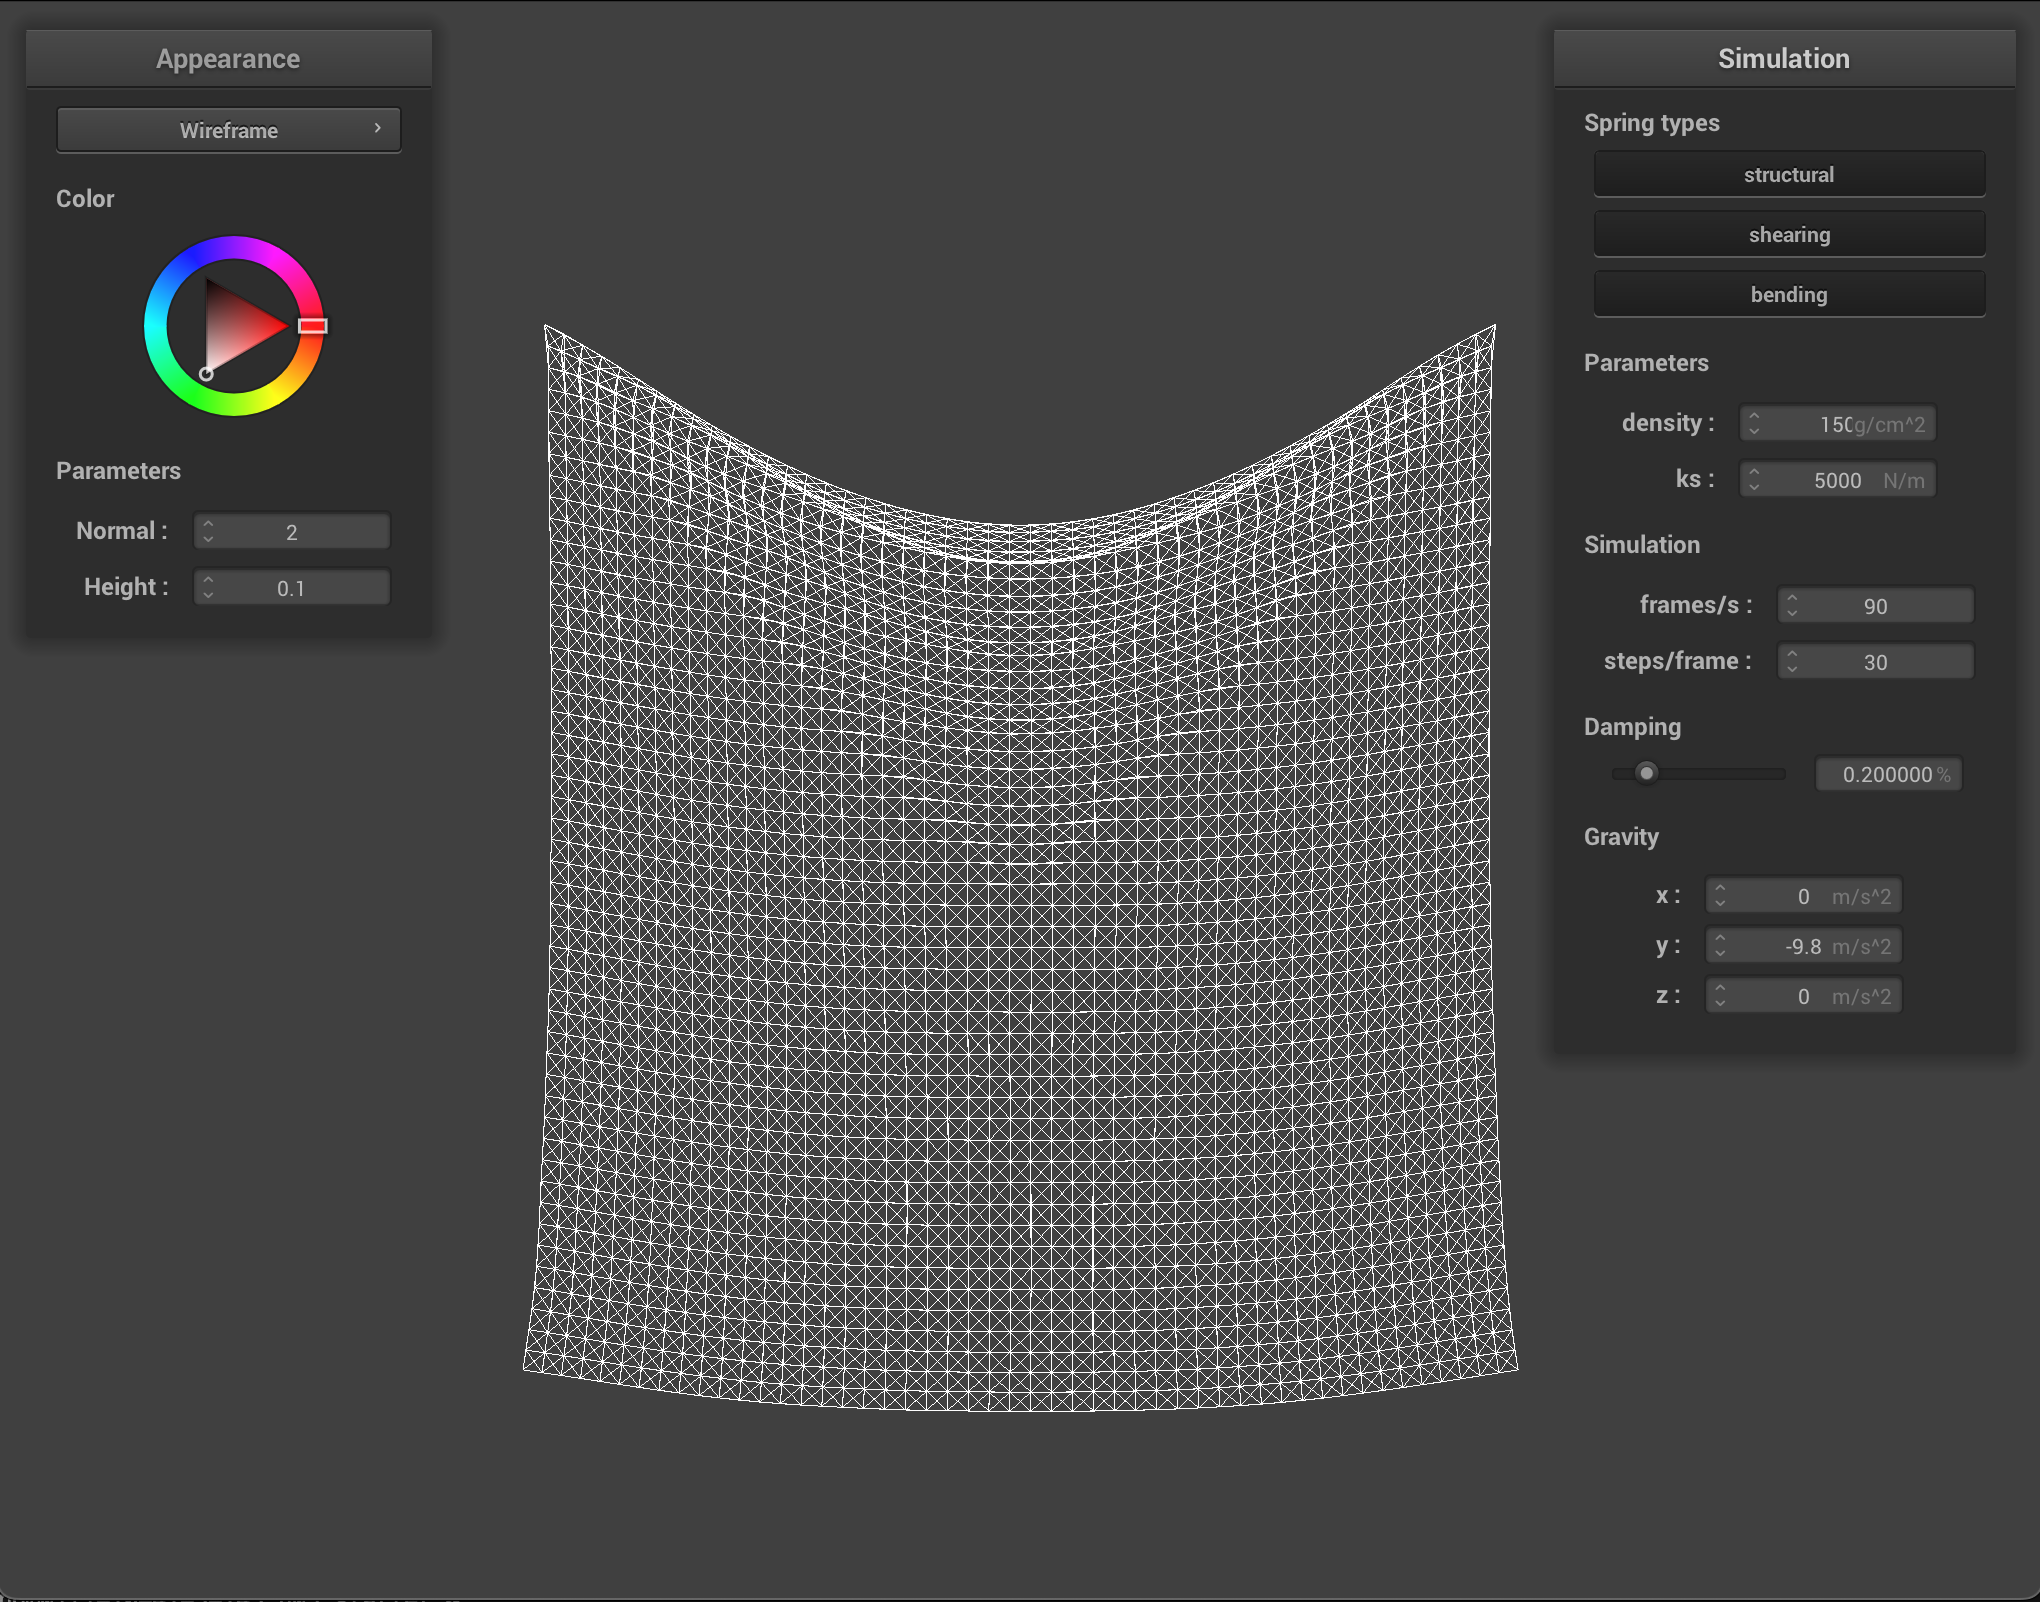 Appearance
Wireframe
Color
Parameters
Normal : 2
Height : 0.1
Simulation
Spring types
structural
shearing
bending
Parameters
density : 150 g/cm^2
ks : 5000 N/m
Simulation
frames/s : 90
steps/frame : 30
Damping
0.200000 %
Gravity
x : 0 m/s^2
y : -9.8 m/s^2
z : 0 m/s^2